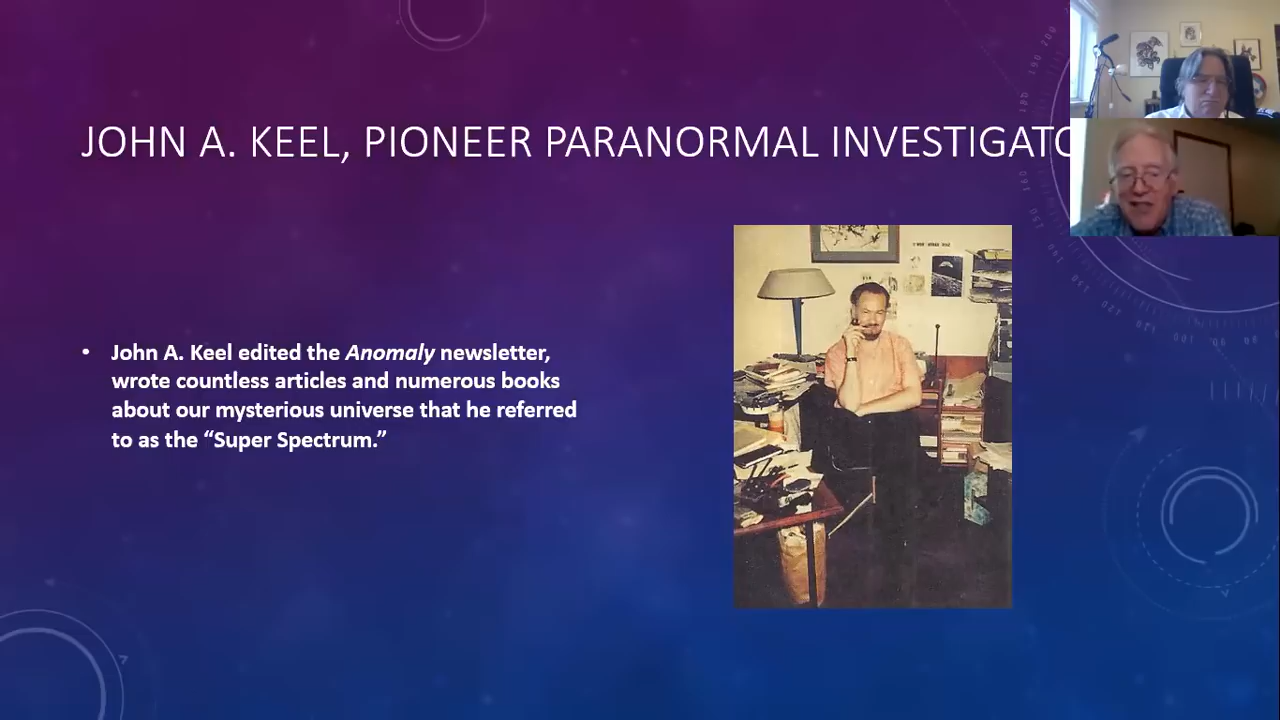 JOHN A. KEEL, PIONEER PARANORMAL INVESTIGATO
• John A. Keel edited the Anomaly newsletter,
wrote countless articles and numerous books
about our mysterious universe that he referred
to as the “Super Spectrum.”